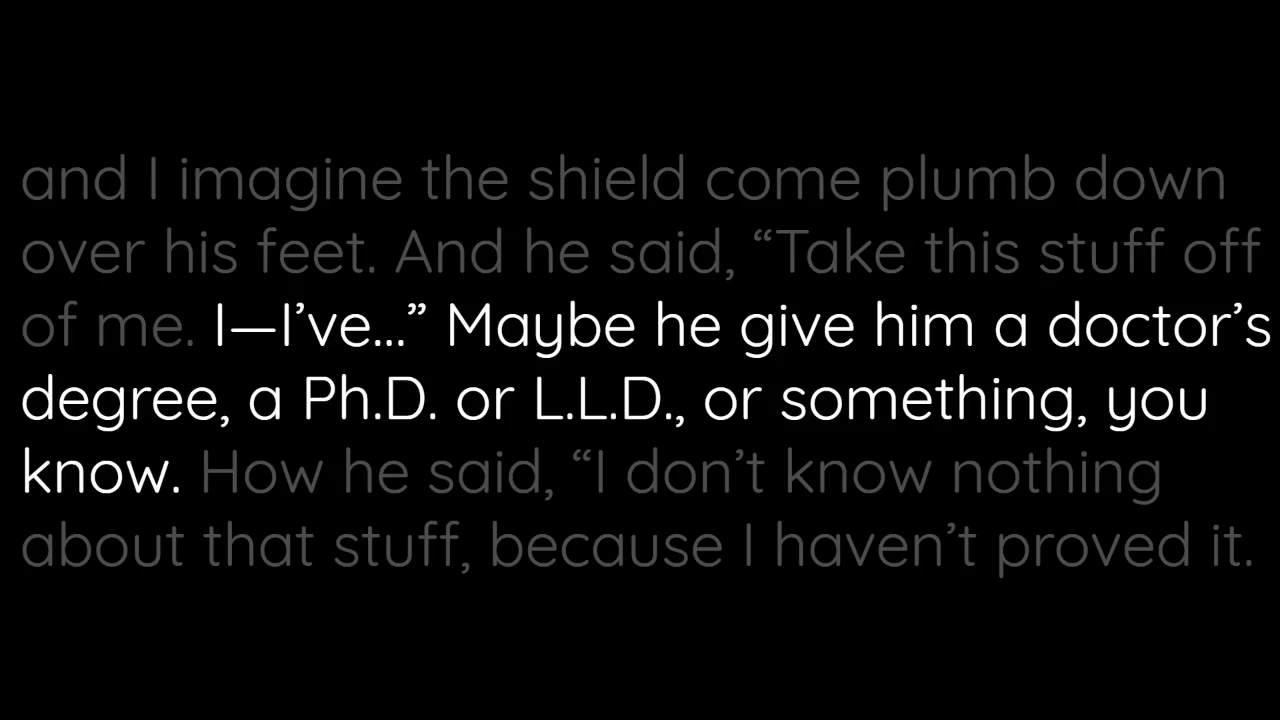 and I imagine the shield come plumb down
over his feet. And he said, “Take this stuff off
of me. I—I’ve...” Maybe he give him a doctor’s
degree, a Ph.D. or L.L.D., or something, you
know. How he said, “I don’t know nothing
about that stuff, because I haven’t proved it.